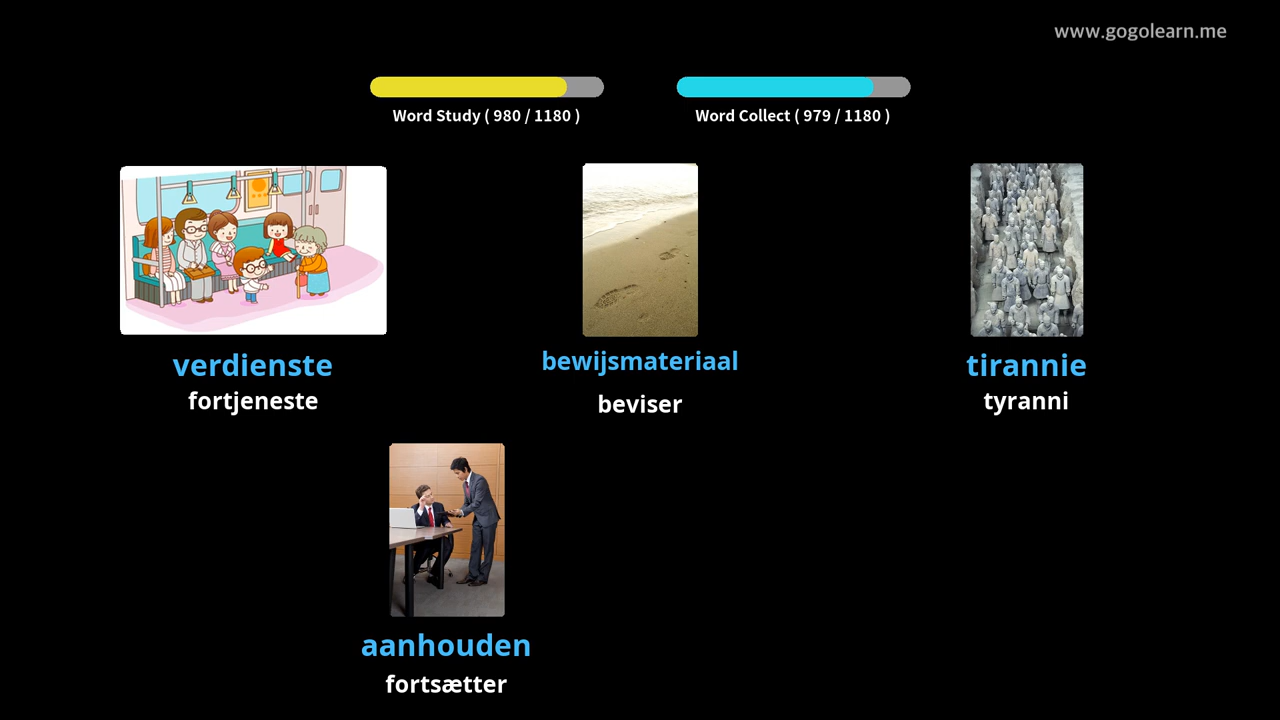 www.gogolearn.me
Word Study ( 980 / 1180 )
Word Collect ( 979 / 1180 )
verdienste
fortjeneste
bewijsmateriaal
beviser
tirannie
tyranni
aanhouden
fortsætter